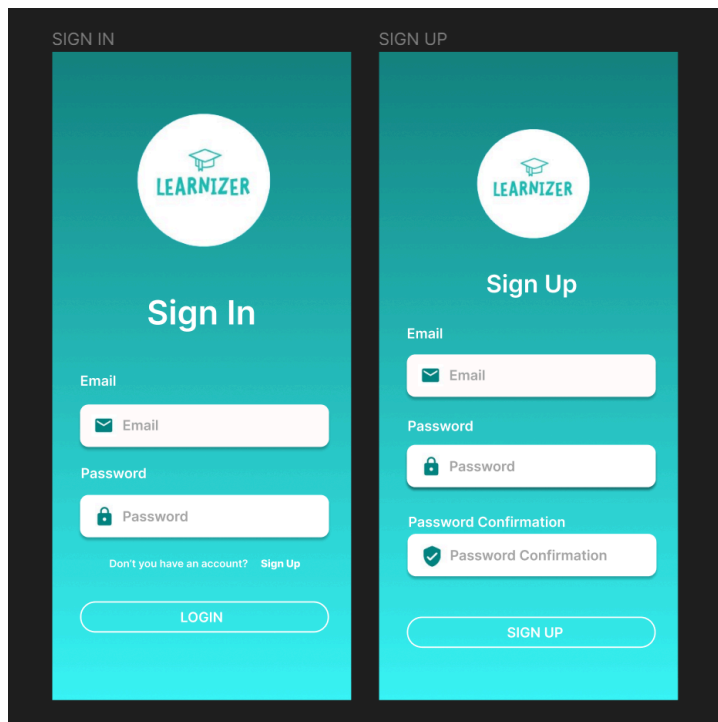 SIGN IN
LEARNIZER
Sign In
Email
Email
Password
Password
Don't you have an account? Sign Up
LOGIN
SIGN UP
LEARNIZER
Sign Up
Email
Email
Password
Password
Password Confirmation
Password Confirmation
SIGN UP